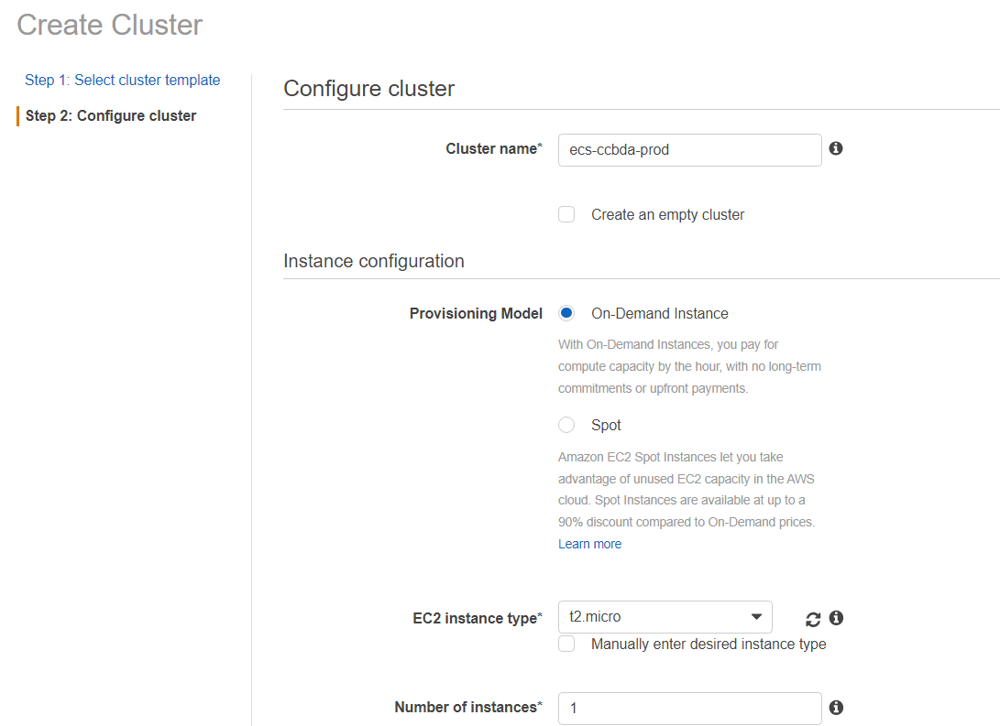 Create Cluster
Step 1: Select cluster template
Step 2: Configure cluster
Configure cluster
Cluster name*
ecs-ccbda-prod
Create an empty cluster
Instance configuration
Provisioning Model
On-Demand Instance
With On-Demand Instances, you pay for
compute capacity by the hour, with no long-term
commitments or upfront payments.
Spot
Amazon EC2 Spot Instances let you take
advantage of unused EC2 capacity in the AWS
cloud. Spot Instances are available at up to a
90% discount compared to On-Demand prices.
Learn more
EC2 instance type*
t2.micro
Manually enter desired instance type
Number of instances*
1